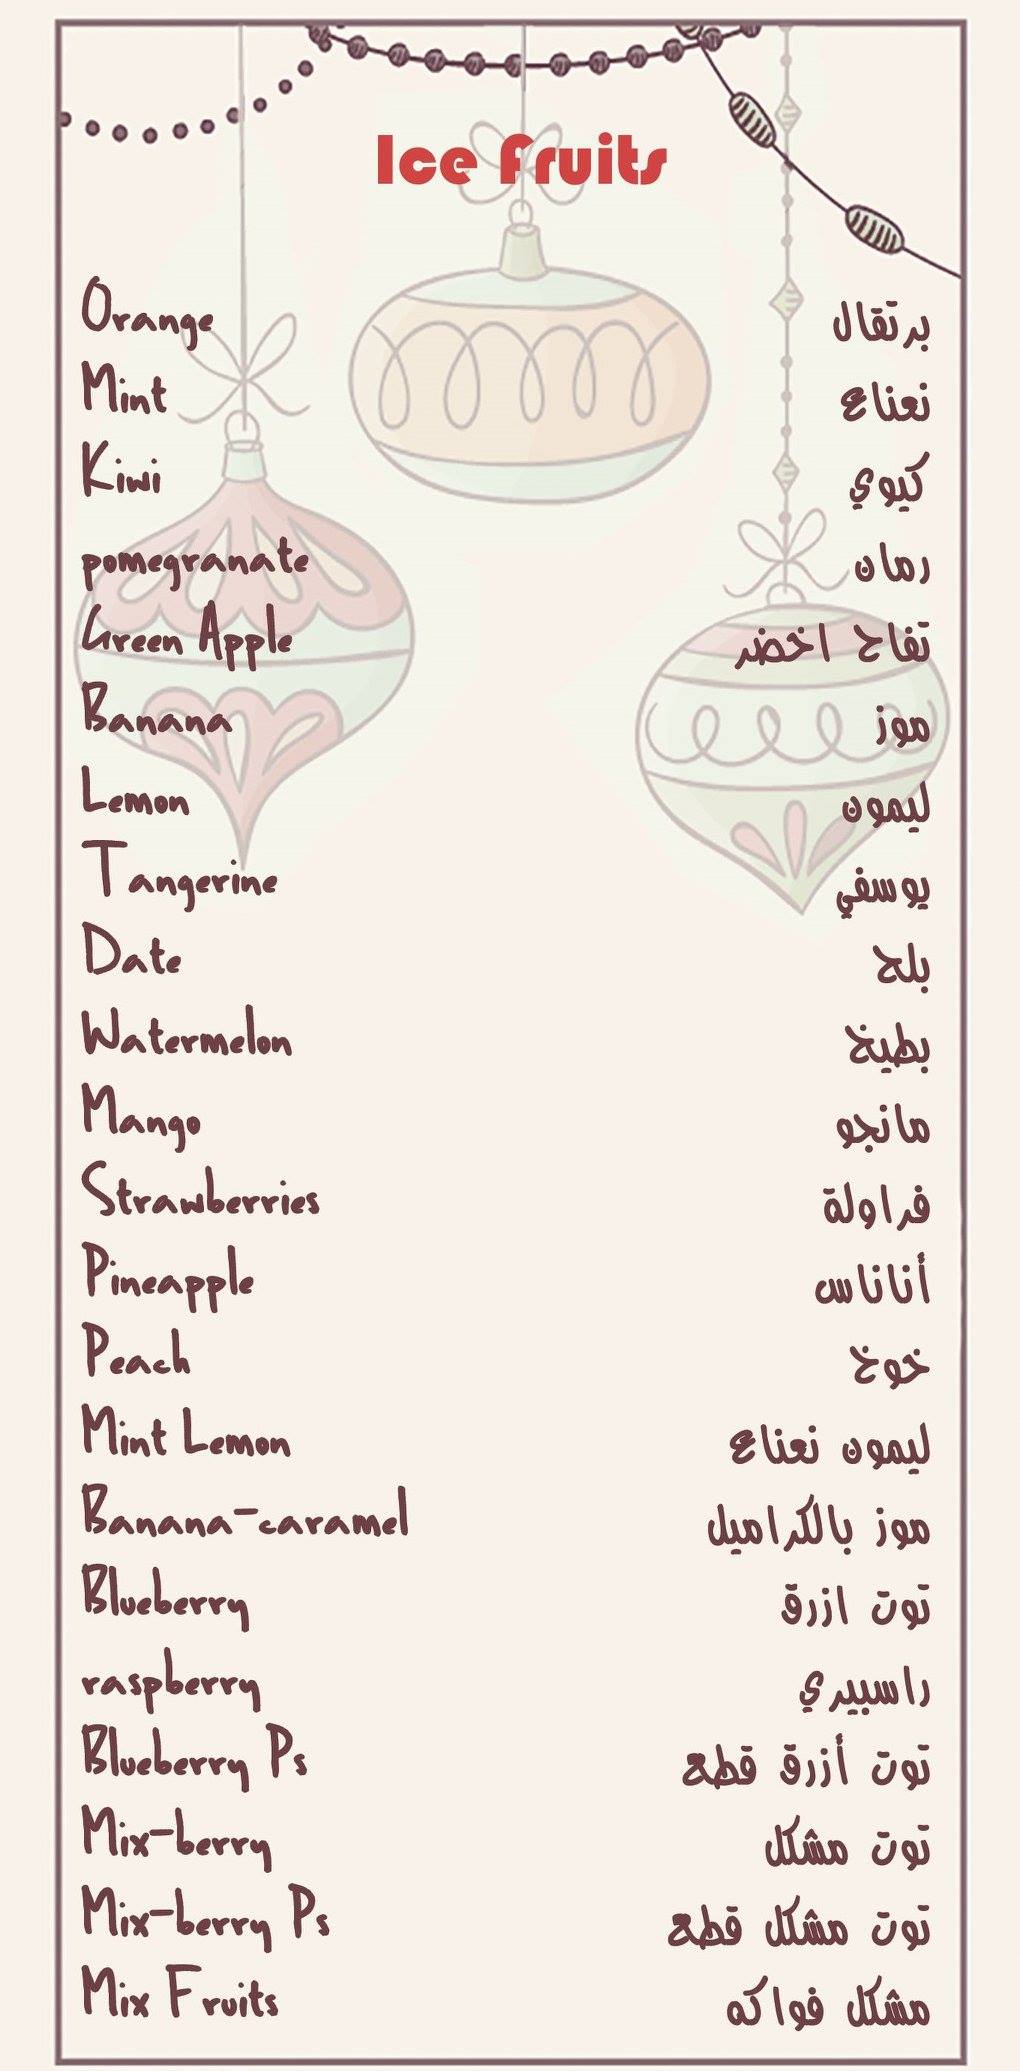 Ice Fruits
Orange برتقال
Mint نعناع
Kiwi كيوي
pomegranate رمان
Green Apple تفاح اخضر
Banana موز
Lemon ليمون
Tangerine يوسفي
Date بلح
Watermelon بطيخ
Mango مانجو
Strawberries فراولة
Pineapple أناناس
Peach خوخ
Mint Lemon ليمون نعناع
Banana-caramel موز بالكراميل
Blueberry توت ازرق
raspberry راسبيري
Blueberry Ps توت أزرق قطع
Mix-berry توت مشكل
Mix-berry Ps توت مشكل قطع
Mix Fruits مشكل فواكه